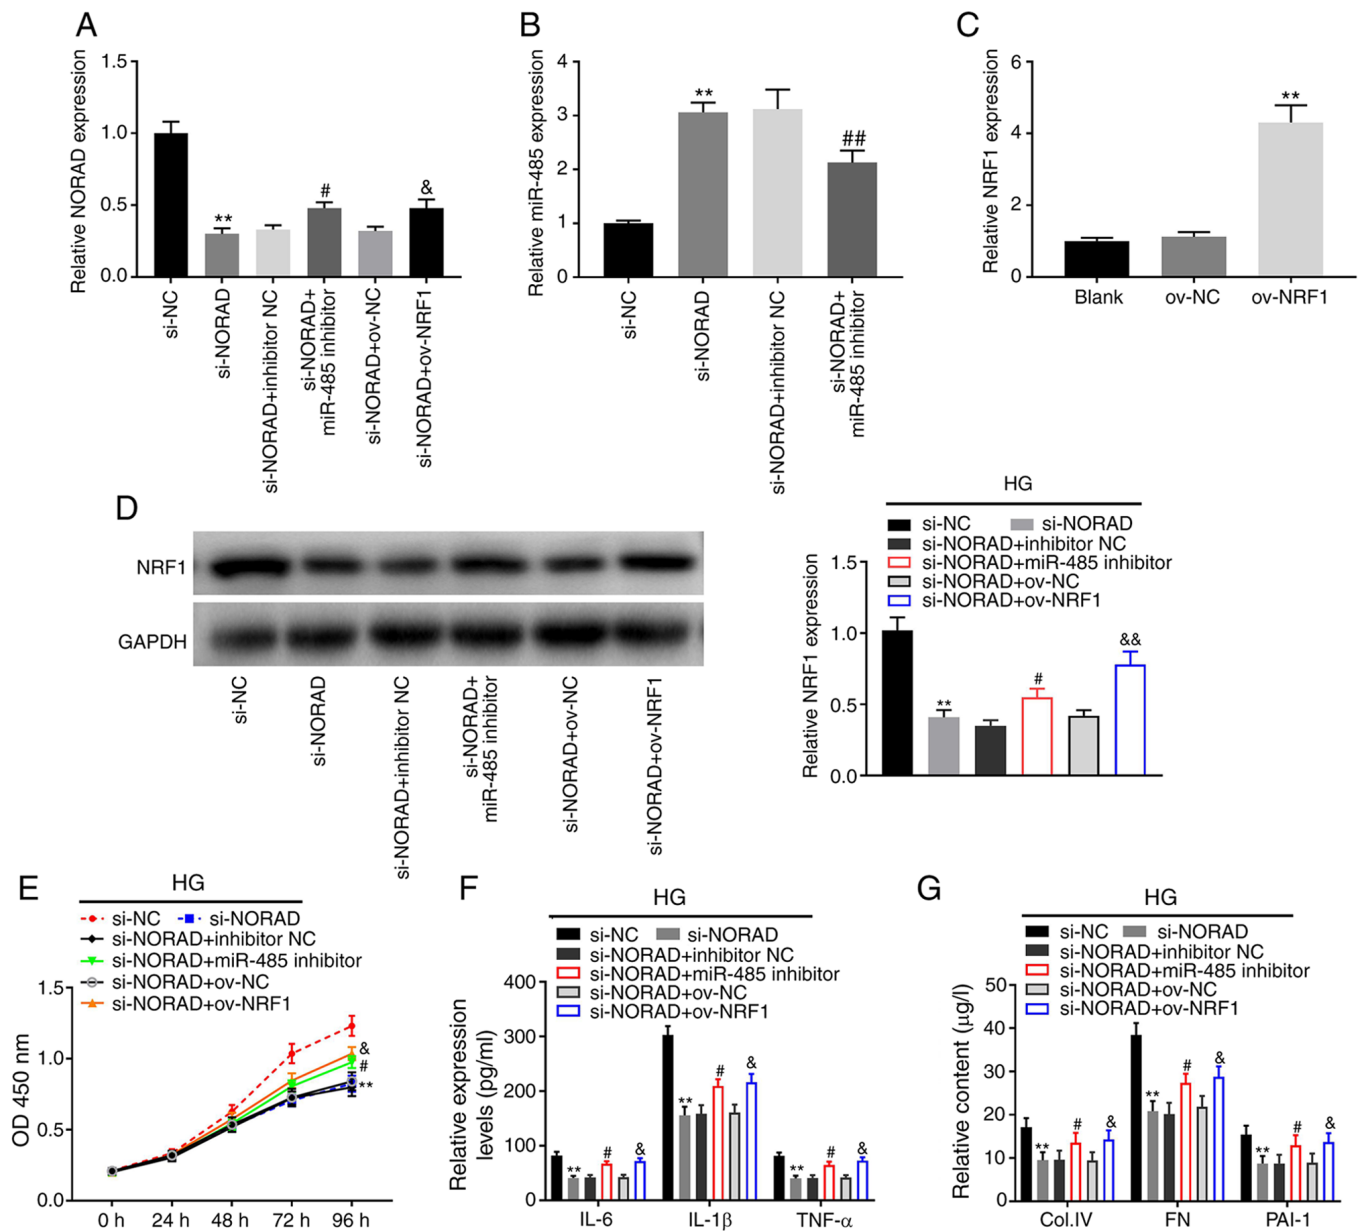 A
Relative NORAD expression
1.5
1.0
0.5
0.0
**
#
&
si-NC
si-NORAD
si-NORAD+inhibitor NC
si-NORAD+
miR-485 inhibitor
si-NORAD+ov-NC
si-NORAD+ov-NRF1
B
Relative miR-485 expression
4
3
2
1
0
**
##
si-NC
si-NORAD
si-NORAD+inhibitor NC
si-NORAD+
miR-485 inhibitor
C
Relative NRF1 expression
6
4
2
0
**
Blank
ov-NC
ov-NRF1
D
NRF1
GAPDH
si-NC
si-NORAD
si-NORAD+inhibitor NC
si-NORAD+
miR-485 inhibitor
si-NORAD+ov-NC
si-NORAD+ov-NRF1
HG
si-NC
si-NORAD
si-NORAD+inhibitor NC
si-NORAD+miR-485 inhibitor
si-NORAD+ov-NC
si-NORAD+ov-NRF1
Relative NRF1 expression
1.5
1.0
0.5
0.0
**
#
&&
E
HG
si-NC
si-NORAD
si-NORAD+inhibitor NC
si-NORAD+miR-485 inhibitor
si-NORAD+ov-NC
si-NORAD+ov-NRF1
OD 450 nm
1.5
1.0
0.5
0.0
&
#
**
0 h
24 h
48 h
72 h
96 h
F
HG
si-NC
si-NORAD
si-NORAD+inhibitor NC
si-NORAD+miR-485 inhibitor
si-NORAD+ov-NC
si-NORAD+ov-NRF1
Relative expression
levels (pg/ml)
400
300
200
100
0
**
#
&
**
#
&
**
#
&
IL-6
IL-1β
TNF-α
G
HG
si-NC
si-NORAD
si-NORAD+inhibitor NC
si-NORAD+miR-485 inhibitor
si-NORAD+ov-NC
si-NORAD+ov-NRF1
Relative content (µg/l)
50
40
30
20
10
0
**
#
&
**
#
&
**
#
&
Col.IV
FN
PAI-1